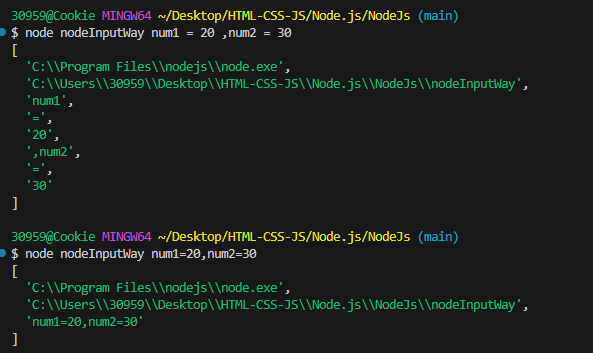 30959@Cookie MINGW64 ~/Desktop/HTML-CSS-JS/Node.js/NodeJs (main)
$ node nodeInputWay num1 = 20 ,num2 = 30
[
  'C:\\Program Files\\nodejs\\node.exe',
  'C:\\Users\\30959\\Desktop\\HTML-CSS-JS\\Node.js\\NodeJs\\nodeInputWay',
  'num1',
  '=',
  '20',
  ',num2',
  '=',
  '30'
]
30959@Cookie MINGW64 ~/Desktop/HTML-CSS-JS/Node.js/NodeJs (main)
$ node nodeInputWay num1=20,num2=30
[
  'C:\\Program Files\\nodejs\\node.exe',
  'C:\\Users\\30959\\Desktop\\HTML-CSS-JS\\Node.js\\NodeJs\\nodeInputWay',
  'num1=20,num2=30'
]